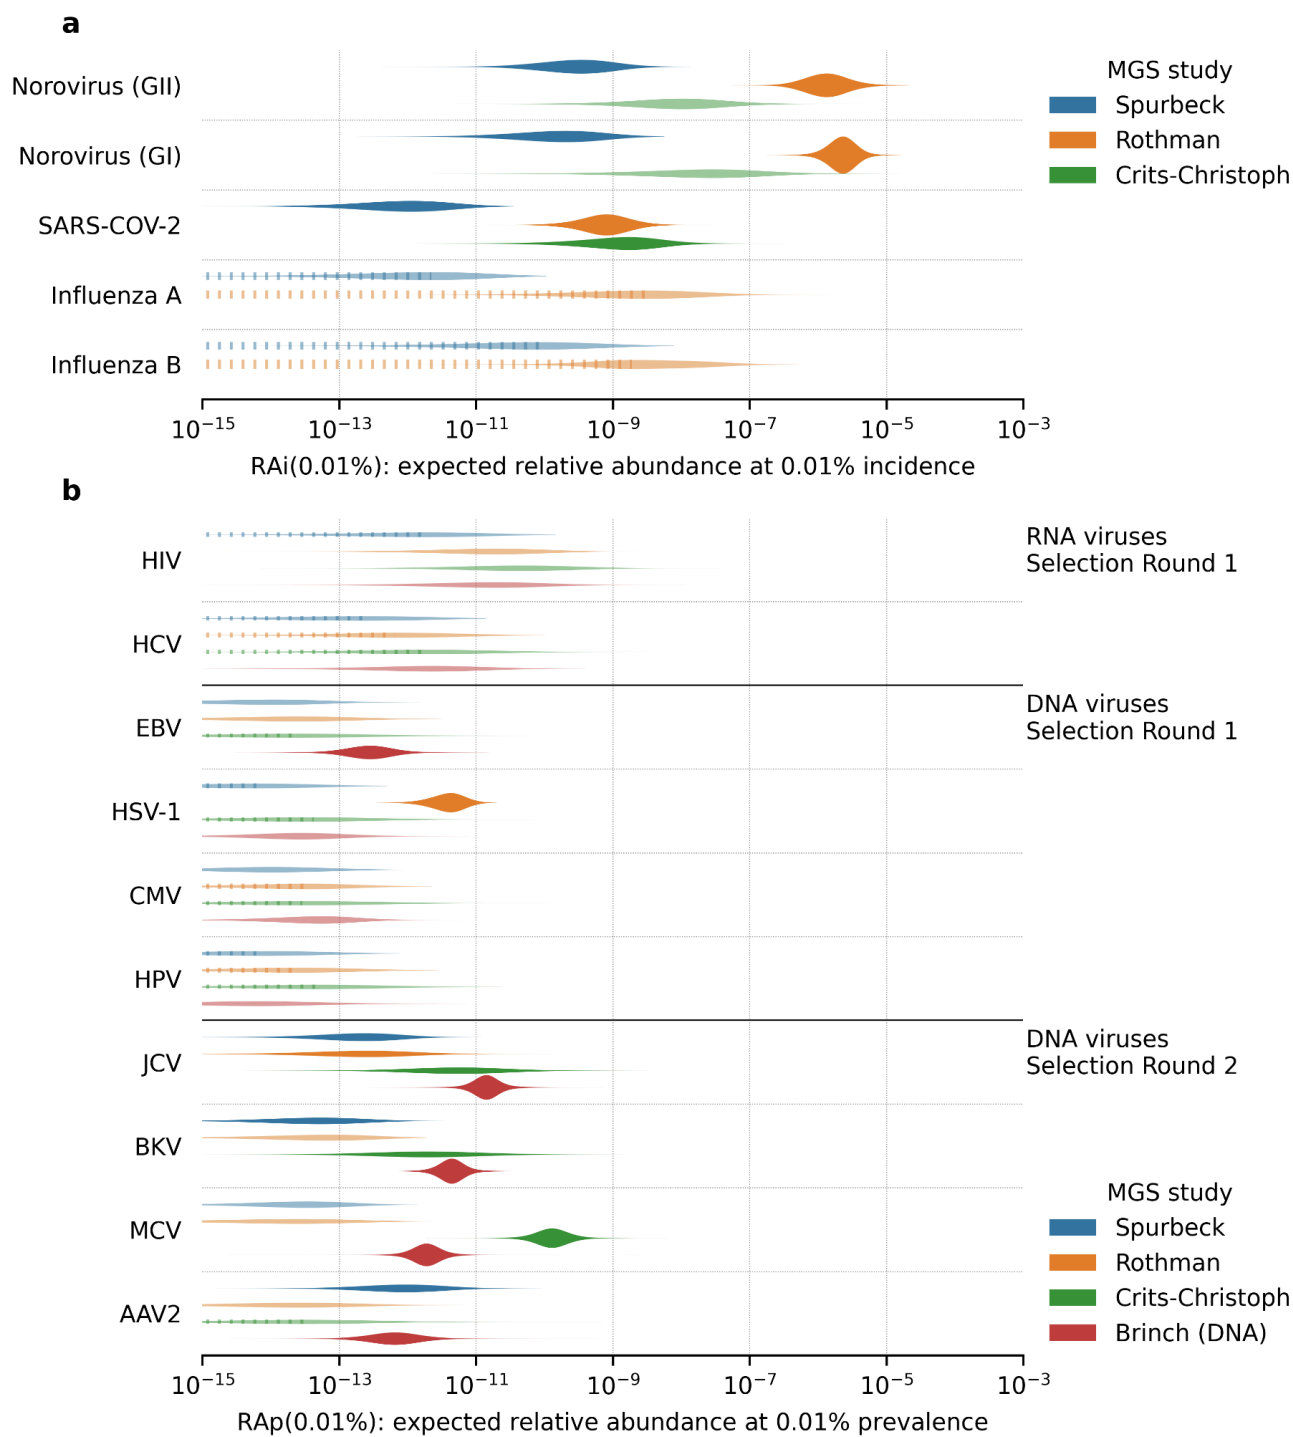 a
Norovirus (GII)
Norovirus (GI)
SARS-COV-2
Influenza A
Influenza B
MGS study
Spurbeck
Rothman
Crits-Christoph
10⁻¹⁵ 10⁻¹³ 10⁻¹¹ 10⁻⁹ 10⁻⁷ 10⁻⁵ 10⁻³
RAi(0.01%): expected relative abundance at 0.01% incidence
b
HIV
HCV
EBV
HSV-1
CMV
HPV
JCV
BKV
MCV
AAV2
RNA viruses
Selection Round 1
DNA viruses
Selection Round 1
DNA viruses
Selection Round 2
MGS study
Spurbeck
Rothman
Crits-Christoph
Brinch (DNA)
10⁻¹⁵ 10⁻¹³ 10⁻¹¹ 10⁻⁹ 10⁻⁷ 10⁻⁵ 10⁻³
RAp(0.01%): expected relative abundance at 0.01% prevalence